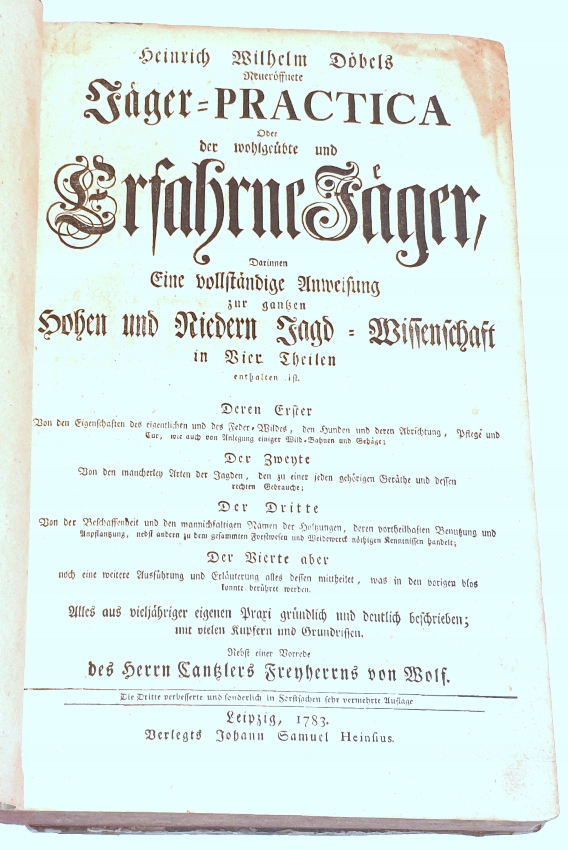 Heinrich Wilhelm Döbels
Neueröffnete
Jäger=PRACTICA
Oder
der wohlgeübte und
Erfahrne Jäger,
Darinnen
Eine vollständige Anweisung
zur gantzen
Hohen und Niedern Jagd = Wissenschaft
in Vier Theilen
enthalten ist.
Deren Erster
Von den Eigenschaften des eigentlichen und des Feder-Wildes, den Hunden und deren Abrichtung, Pflege und
Cur, wie auch von Anlegung einiger Wild-Bahnen und Gehäge;
Der Zweyte
Von den mancherley Arten der Jagden, den zu einer jeden gehörigen Geräthe und dessen
rechten Gebrauche;
Der Dritte
Von der Beschaffenheit und den mannichfaltigen Namen der Holtzungen, deren vortheilhaften Benutzung und
Anpflantzung, nebst andern zu dem gesammten Forstwesen und Weidewerck nöthigen Kenntnissen handelt;
Der Vierte aber
noch eine weitere Ausführung und Erläuterung alles dessen mittheilet, was in den vorigen blos
konnte berühret werden.
Alles aus vieljähriger eigenen Praxi gründlich und deutlich beschrieben;
mit vielen Kupfern und Grundrissen.
Nebst einer Vorrede
des Herrn Cantzlers Freyherrns von Wolf.
Die Dritte verbesserte und sonderlich in Forstsachen sehr vermehrte Auflage
Leipzig, 1783.
Verlegts Johann Samuel Heinsius.